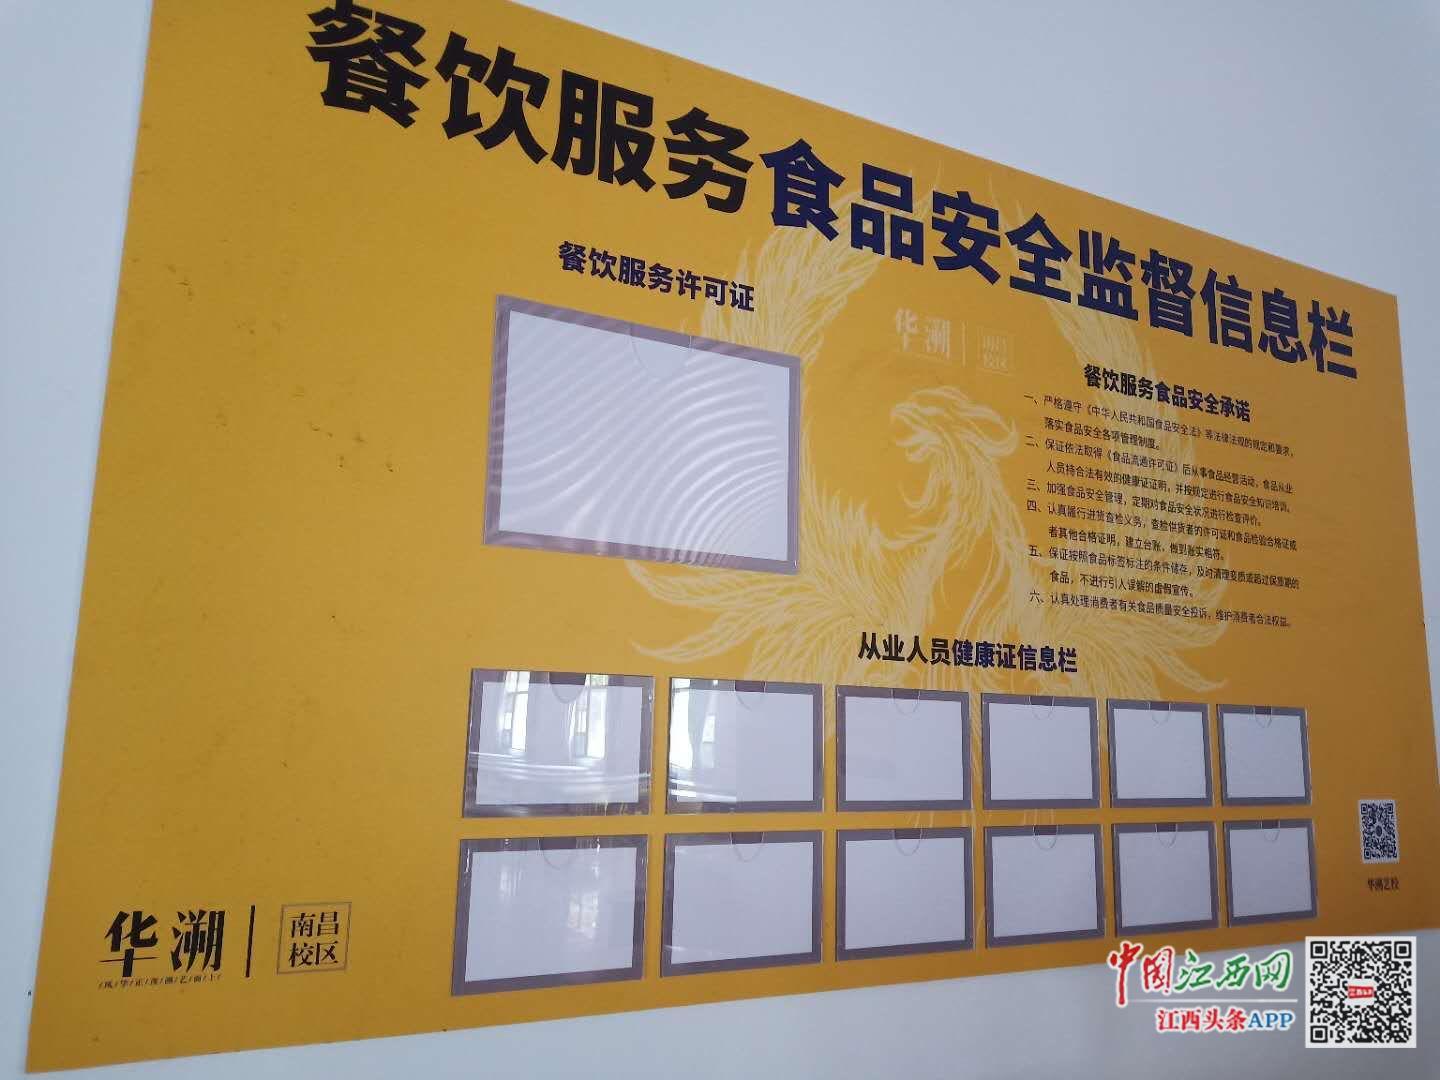 餐饮服务食品安全监督信息栏
餐饮服务许可证
华溯
南昌
校区
餐饮服务食品安全承诺
一、严格遵守《中华人民共和国食品安全法》等法律法规的规定和要求，
落实食品安全各项管理制度。
二、保证依法取得《食品流通许可证》后从事食品经营活动，食品从业
人员持合法有效的健康证证明，并按规定进行食品安全知识培训。
三、加强食品安全管理，定期对食品安全状况进行检查评价。
四、认真履行进货查检义务，查检供货者的许可证和食品检验合格证或
者其他合格证明，建立台账，做到账实相符。
五、保证按照食品标签标注的条件储存，及时清理变质或超过保质期的
食品，不进行引人误解的虚假宣传。
六、认真处理消费者有关食品质量安全投诉，维护消费者合法权益。
从业人员健康证信息栏
华溯艺校
华溯
南昌
校区
中国江西网
江西头条APP